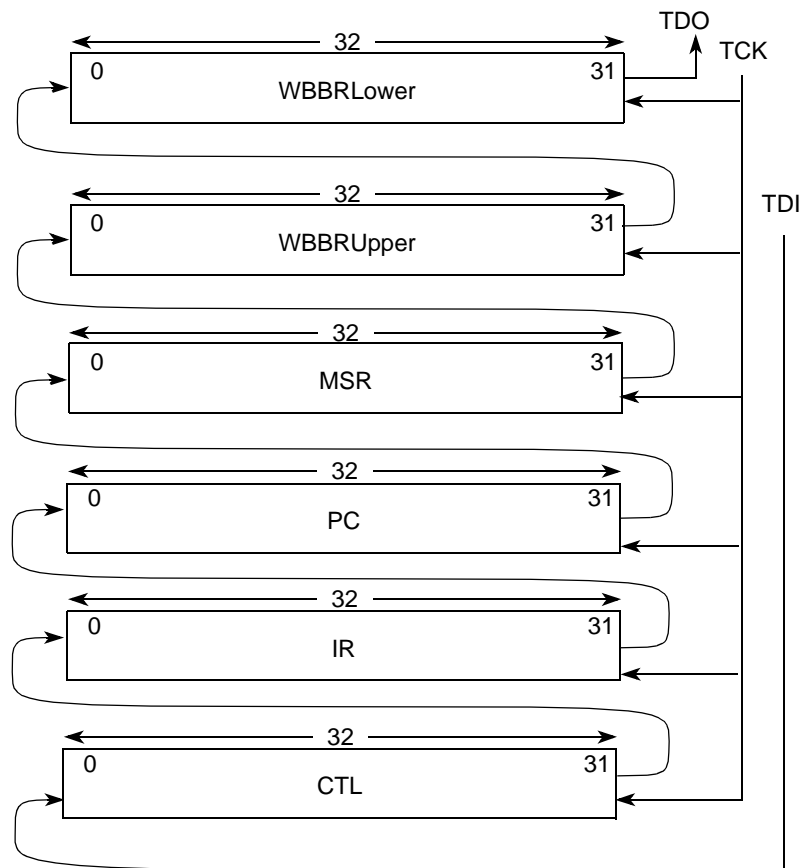 TDO
32
TCK
0 31
WBBRLower
32
TDI
0 31
WBBRUpper
32
0 31
MSR
32
0 31
PC
32
0 31
IR
32
0 31
CTL